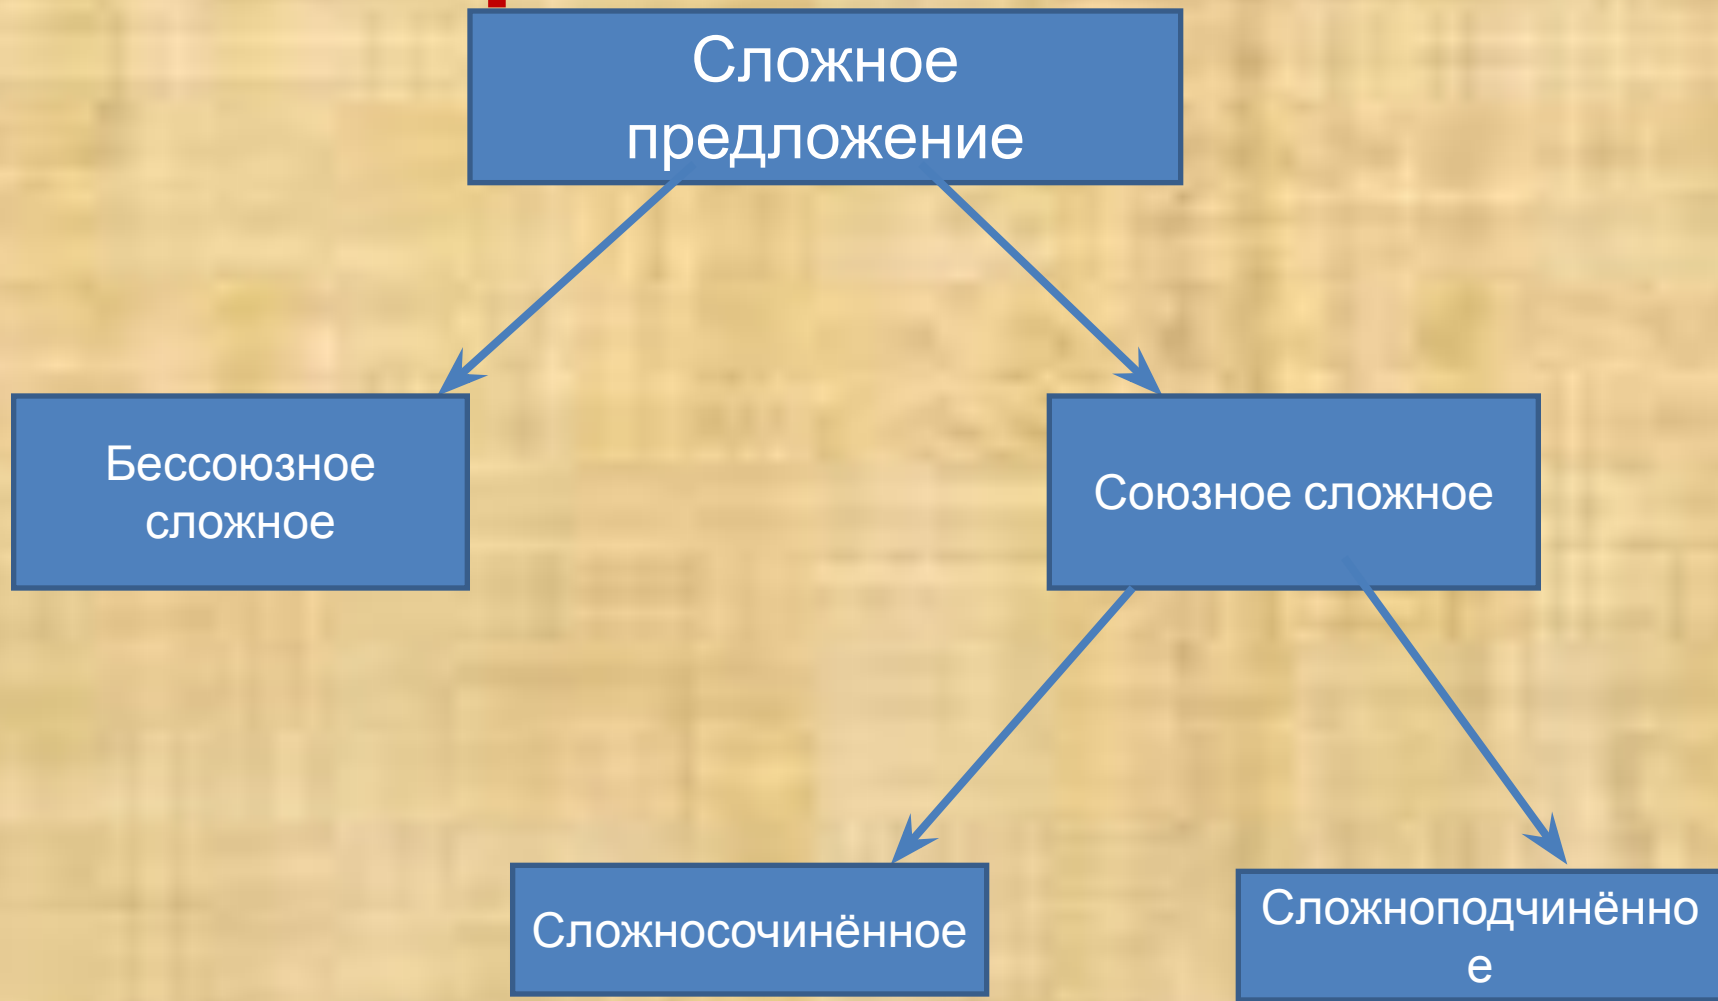 Сложное
предложение
Бессоюзное
сложное
Союзное сложное
Сложносочинённое
Сложноподчинённо
е